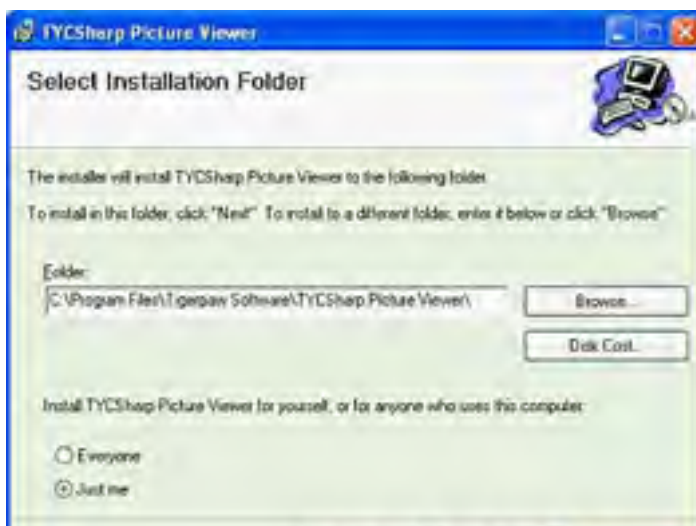 TYCSharp Picture Viewer
Select Installation Folder
The installer will install TYCSharp Picture Viewer to the following folder.
To install in this folder, click "Next". To install to a different folder, enter it below or click "Browse".
Folder:
C:\Program Files\Tigerpaw Software\TYCSharp Picture Viewer\
Browse...
Disk Cost...
Install TYCSharp Picture Viewer for yourself, or for anyone who uses this computer:
Everyone
Just me